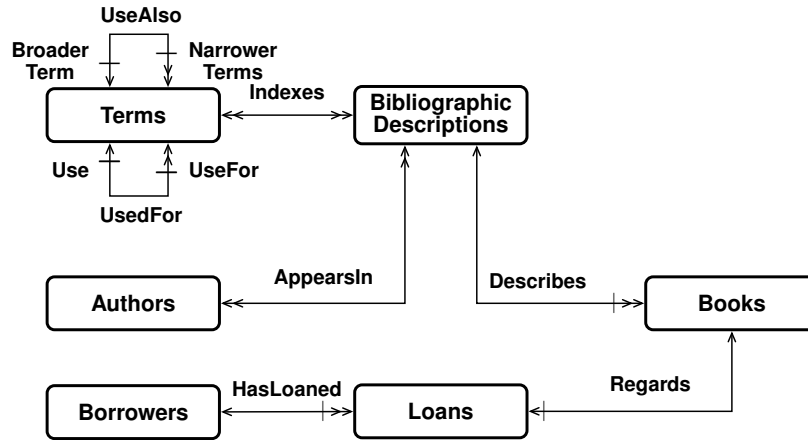 UseAlso
Broader
Term
Narrower
Terms
Indexes
Terms
Bibliographic
Descriptions
Use
UseFor
UsedFor
AppearsIn
Describes
Authors
Books
HasLoaned
Regards
Borrowers
Loans